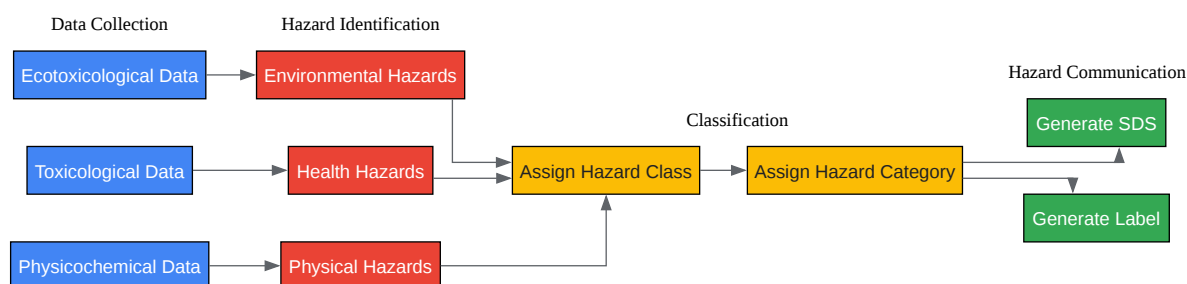 Data Collection
Hazard Identification
Ecotoxicological Data
Environmental Hazards
Hazard Communication
Generate SDS
Classification
Toxicological Data
Health Hazards
Assign Hazard Class
Assign Hazard Category
Generate Label
Physicochemical Data
Physical Hazards